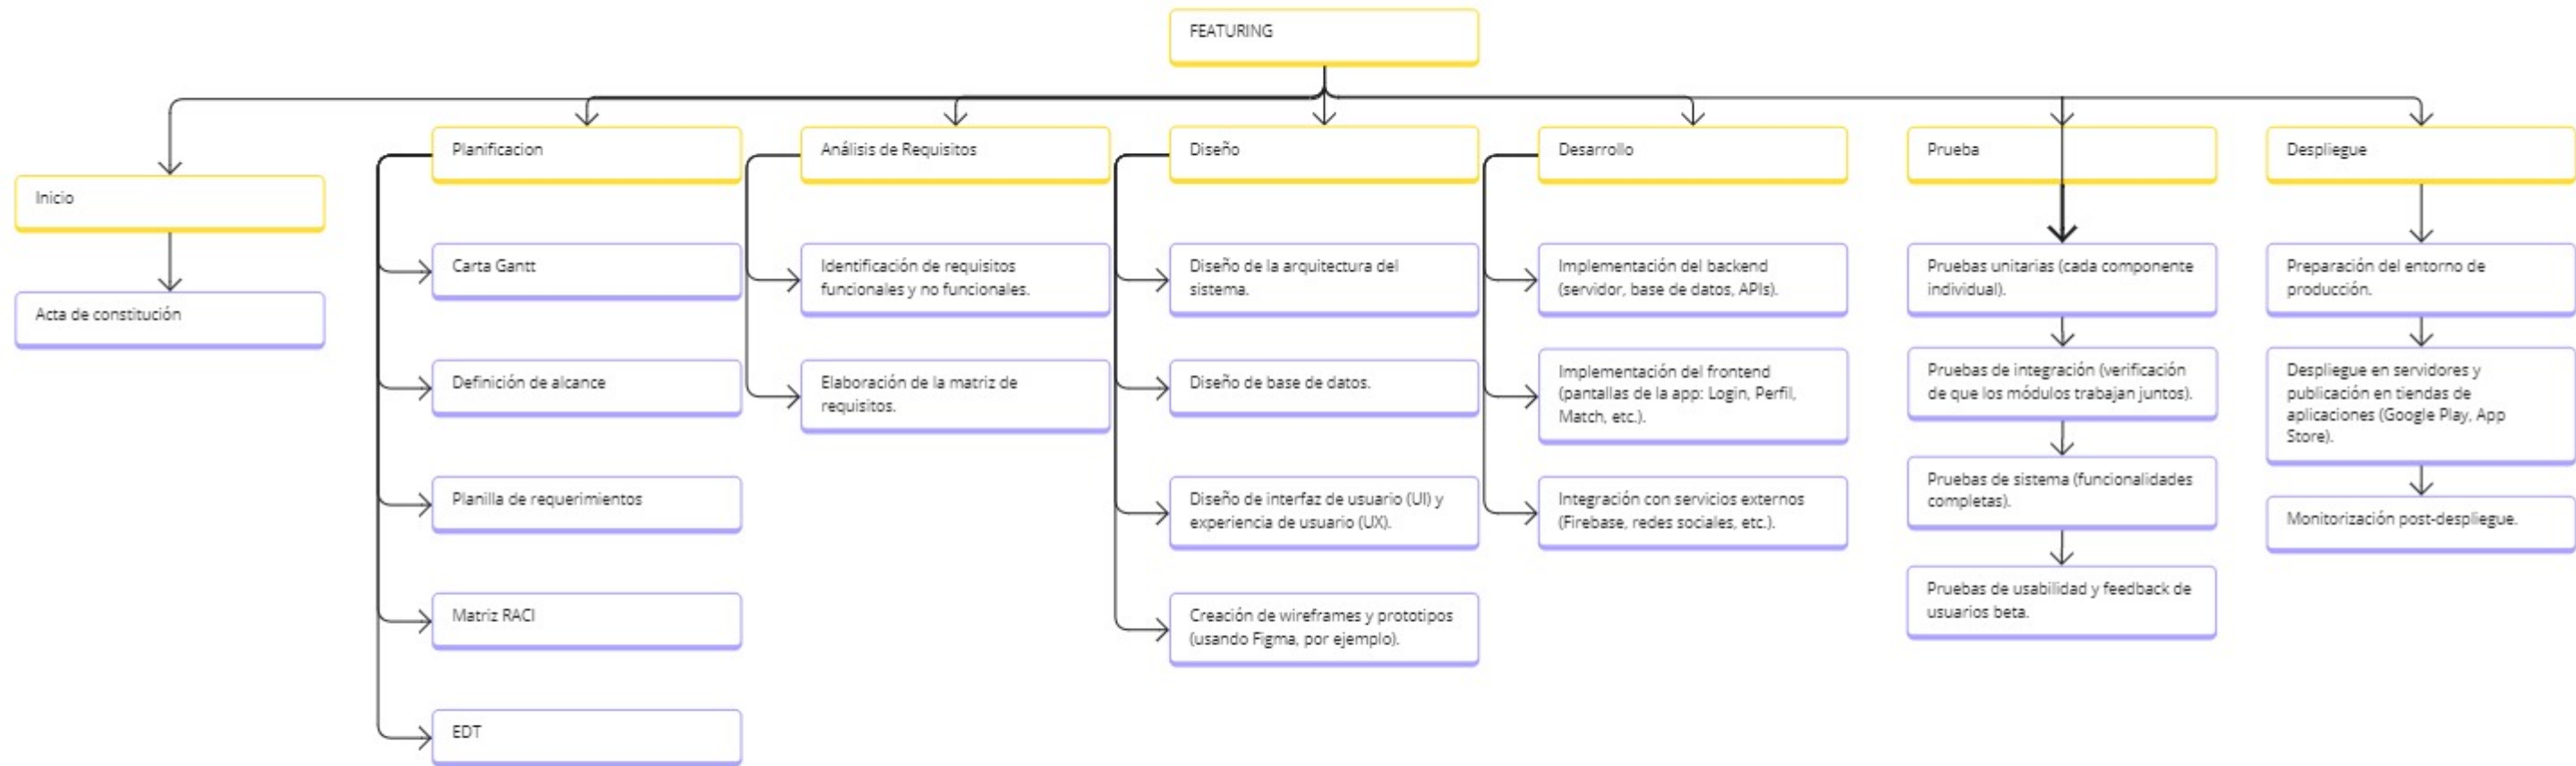 FEATURING
Inicio
Acta de constitución
Planificacion
Carta Gantt
Definición de alcance
Planilla de requerimientos
Matriz RACI
EDT
Análisis de Requisitos
Identificación de requisitos
funcionales y no funcionales.
Elaboración de la matriz de
requisitos.
Diseño
Diseño de la arquitectura del
sistema.
Diseño de base de datos.
Diseño de interfaz de usuario (UI) y
experiencia de usuario (UX).
Creación de wireframes y prototipos
(usando Figma, por ejemplo).
Desarrollo
Implementación del backend
(servidor, base de datos, APIs).
Implementación del frontend
(pantallas de la app: Login, Perfil,
Match, etc.).
Integración con servicios externos
(Firebase, redes sociales, etc.).
Prueba
Pruebas unitarias (cada componente
individual).
Pruebas de integración (verificación
de que los módulos trabajan juntos).
Pruebas de sistema (funcionalidades
completas).
Pruebas de usabilidad y feedback de
usuarios beta.
Despliegue
Preparación del entorno de
producción.
Despliegue en servidores y
publicación en tiendas de
aplicaciones (Google Play, App
Store).
Monitorización post-despliegue.